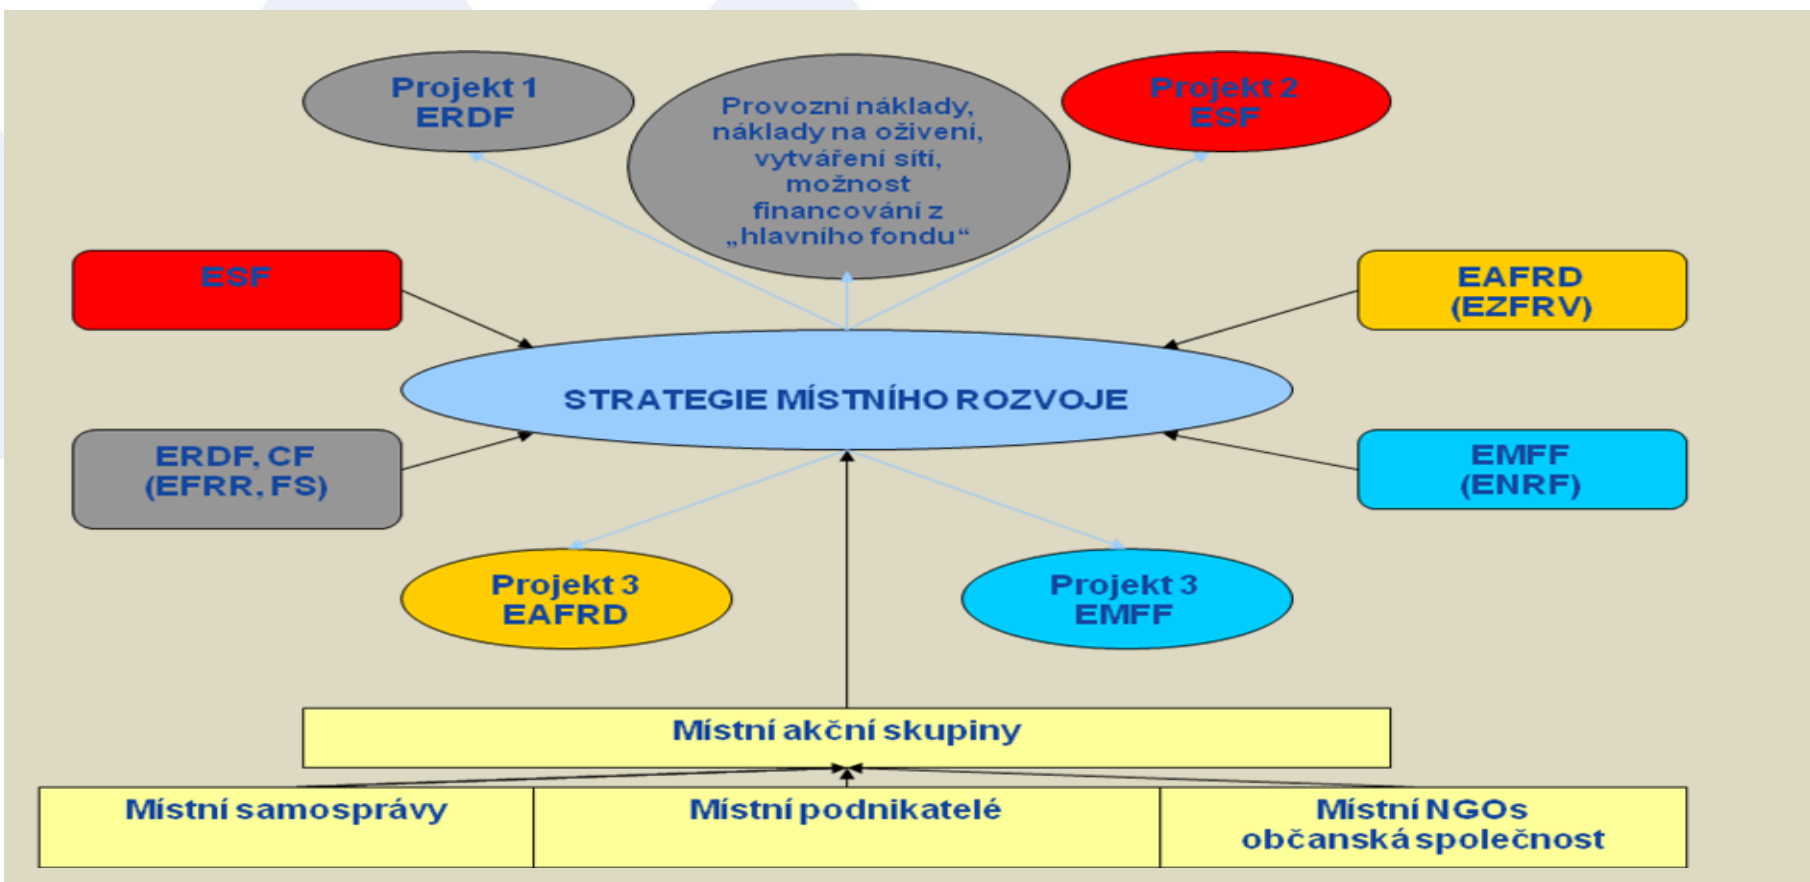 Projekt 1
ERDF
Provozní náklady,
náklady na oživení,
vytváření sítí,
možnost
financování z
„hlavního fondu“
Projekt 2
ESF
ESF
EAFRD
(EZFRV)
STRATEGIE MÍSTNÍHO ROZVOJE
ERDF, CF
(EFRR, FS)
EMFF
(ENRF)
Projekt 3
EAFRD
Projekt 3
EMFF
Místní akční skupiny
Místní samosprávy
Místní podnikatelé
Místní NGOs
občanská společnost